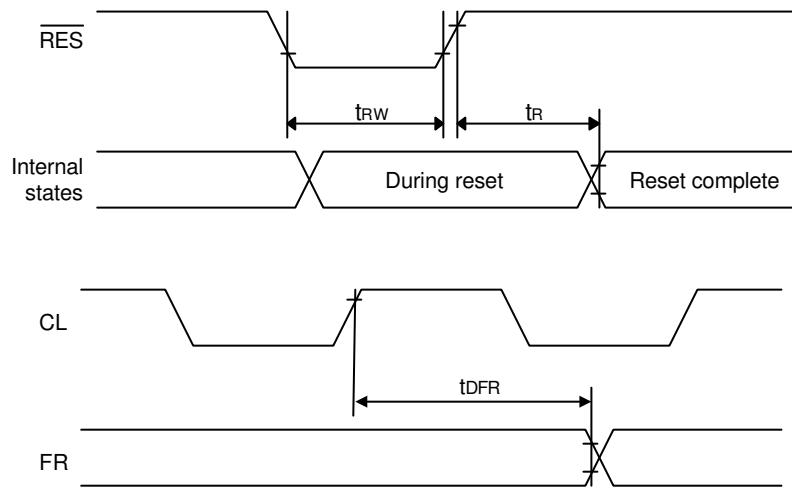 RES
tRW
tR
Internal
states
During reset
Reset complete
CL
tDFR
FR